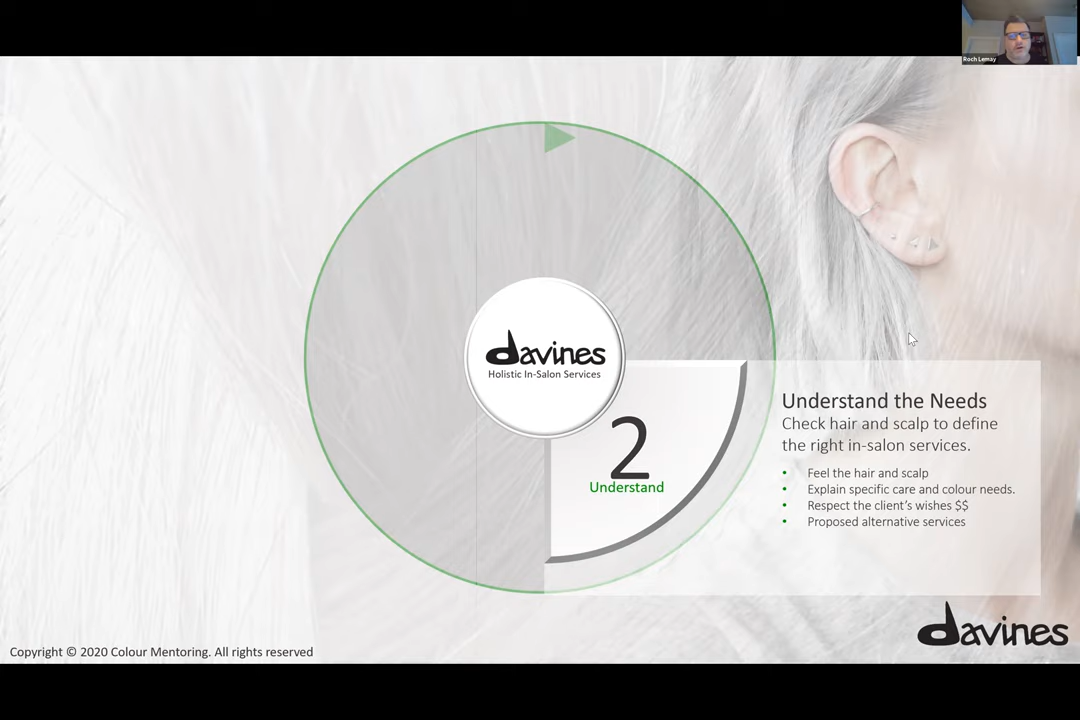 Roch Lemay
davines
Holistic In-Salon Services
2
Understand
Understand the Needs
Check hair and scalp to define
the right in-salon services.
• Feel the hair and scalp
• Explain specific care and colour needs.
• Respect the client's wishes $$
• Proposed alternative services
davines
Copyright © 2020 Colour Mentoring. All rights reserved